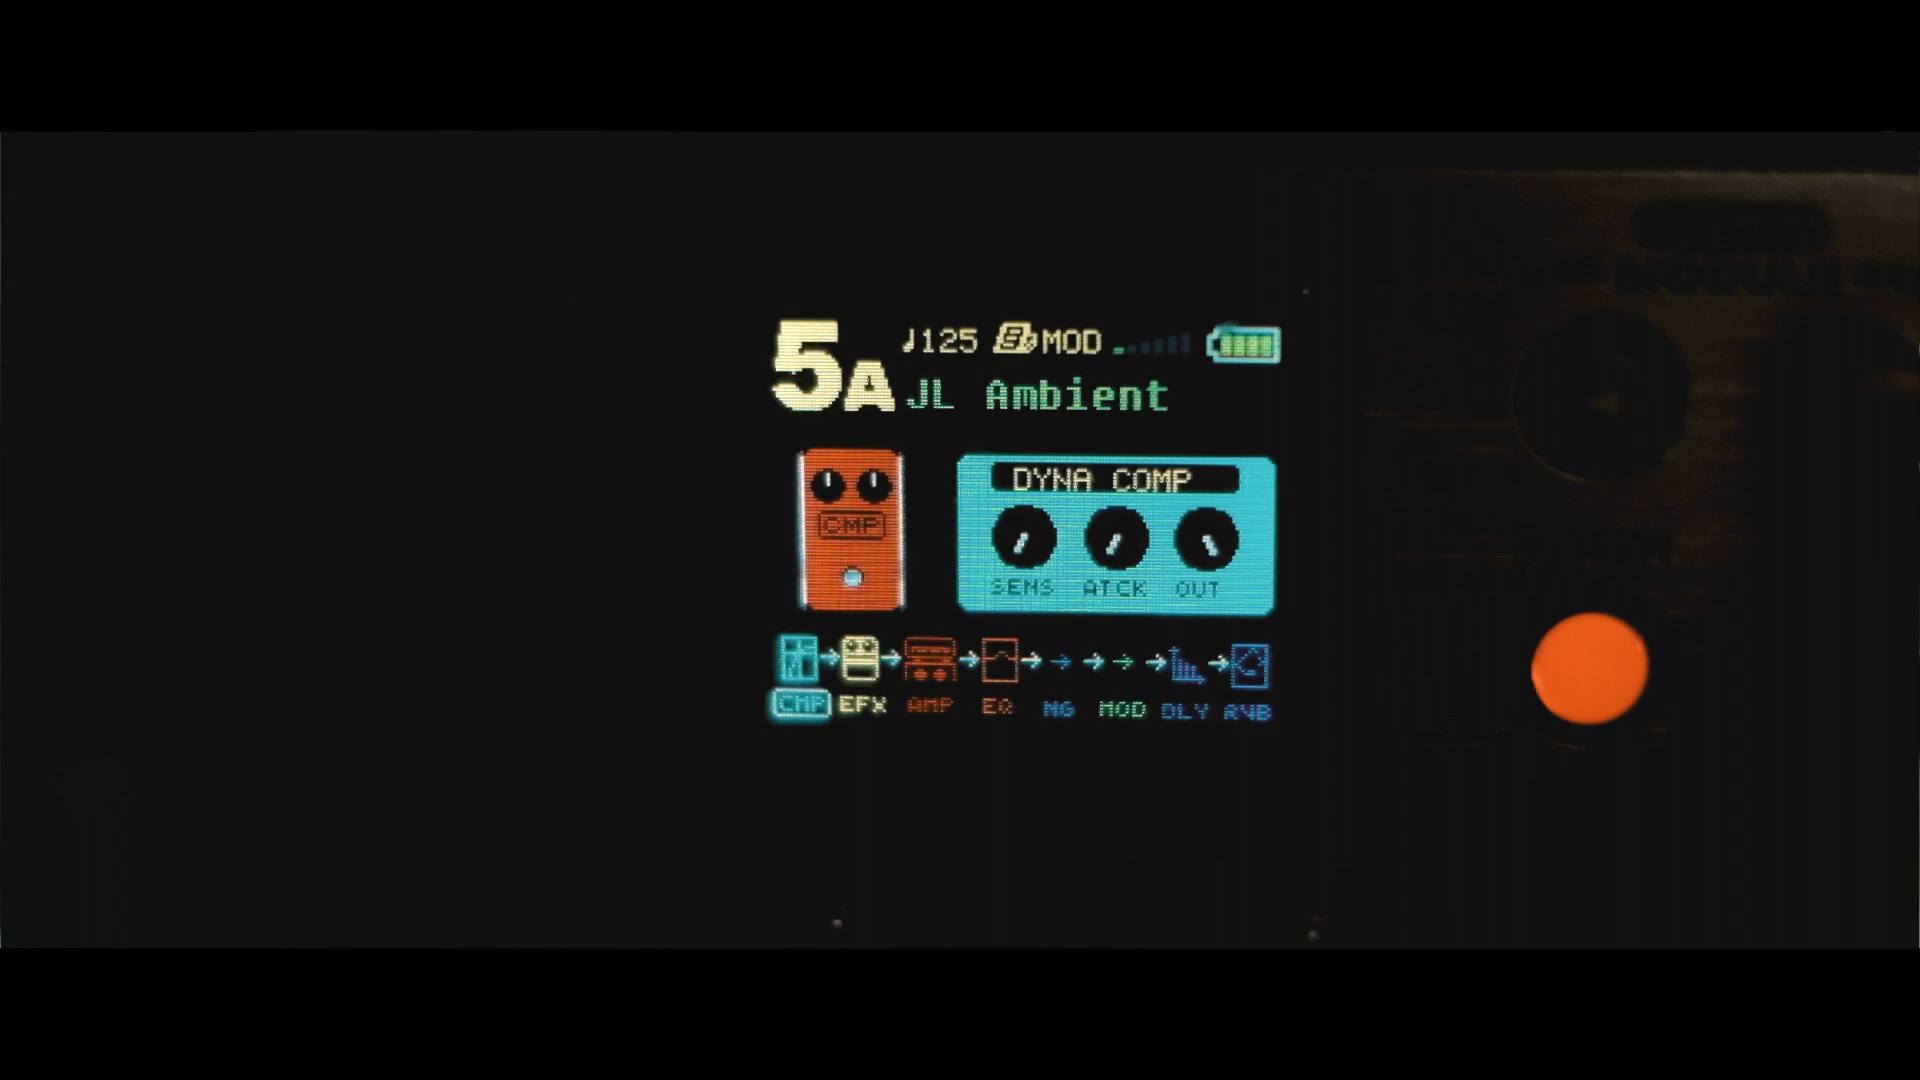 5A
♩125 MOD
JL Ambient
CMP
DYNA COMP
SENS ATCK OUT
CMP EFX AMP EQ NG MOD DLY RVB